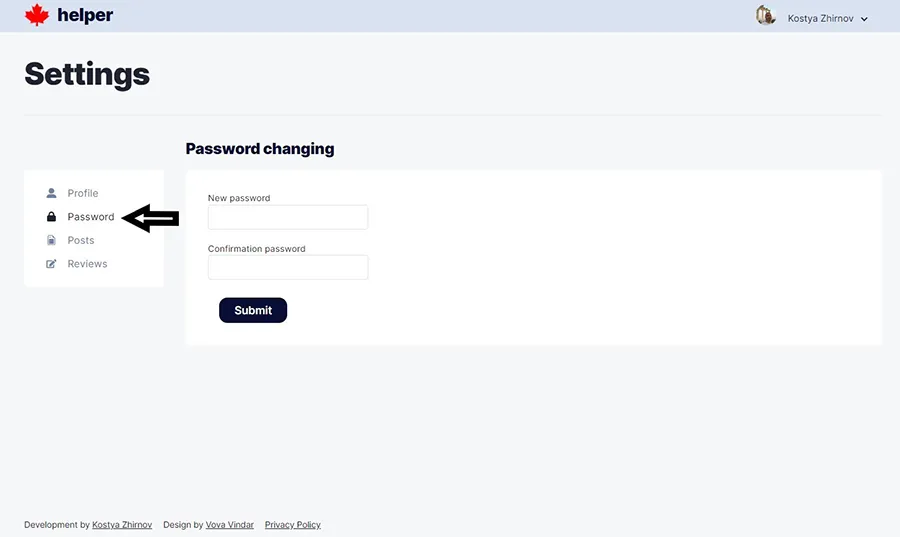 helper
Kostya Zhirnov
Settings
Password changing
Profile
Password
Posts
Reviews
New password
Confirmation password
Submit
Development by Kostya Zhirnov Design by Vova Vindar Privacy Policy